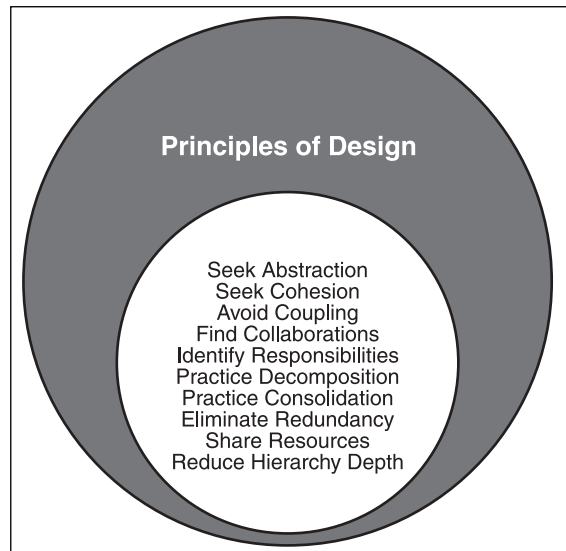 Principles of Design
Seek Abstraction
Seek Cohesion
Avoid Coupling
Find Collaborations
Identify Responsibilities
Practice Decomposition
Practice Consolidation
Eliminate Redundancy
Share Resources
Reduce Hierarchy Depth